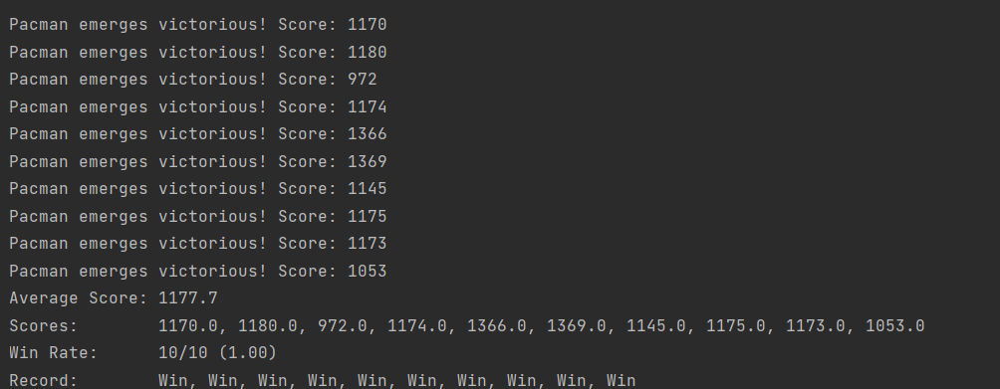 Pacman emerges victorious! Score: 1170
Pacman emerges victorious! Score: 1180
Pacman emerges victorious! Score: 972
Pacman emerges victorious! Score: 1174
Pacman emerges victorious! Score: 1366
Pacman emerges victorious! Score: 1369
Pacman emerges victorious! Score: 1145
Pacman emerges victorious! Score: 1175
Pacman emerges victorious! Score: 1173
Pacman emerges victorious! Score: 1053
Average Score: 1177.7
Scores:        1170.0, 1180.0, 972.0, 1174.0, 1366.0, 1369.0, 1145.0, 1175.0, 1173.0, 1053.0
Win Rate:      10/10 (1.00)
Record:        Win, Win, Win, Win, Win, Win, Win, Win, Win, Win